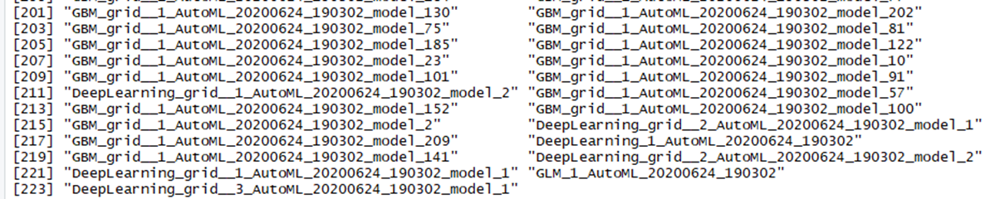 [201] "GBM_grid__1_AutoML_20200624_190302_model_130" "GBM_grid__1_AutoML_20200624_190302_model_202"
[203] "GBM_grid__1_AutoML_20200624_190302_model_75" "GBM_grid__1_AutoML_20200624_190302_model_81"
[205] "GBM_grid__1_AutoML_20200624_190302_model_185" "GBM_grid__1_AutoML_20200624_190302_model_122"
[207] "GBM_grid__1_AutoML_20200624_190302_model_23" "GBM_grid__1_AutoML_20200624_190302_model_10"
[209] "GBM_grid__1_AutoML_20200624_190302_model_101" "GBM_grid__1_AutoML_20200624_190302_model_91"
[211] "DeepLearning_grid__1_AutoML_20200624_190302_model_2" "GBM_grid__1_AutoML_20200624_190302_model_57"
[213] "GBM_grid__1_AutoML_20200624_190302_model_152" "GBM_grid__1_AutoML_20200624_190302_model_100"
[215] "GBM_grid__1_AutoML_20200624_190302_model_2" "DeepLearning_grid__2_AutoML_20200624_190302_model_1"
[217] "GBM_grid__1_AutoML_20200624_190302_model_209" "DeepLearning_1_AutoML_20200624_190302"
[219] "GBM_grid__1_AutoML_20200624_190302_model_141" "DeepLearning_grid__2_AutoML_20200624_190302_model_2"
[221] "DeepLearning_grid__1_AutoML_20200624_190302_model_1" "GLM_1_AutoML_20200624_190302"
[223] "DeepLearning_grid__3_AutoML_20200624_190302_model_1"